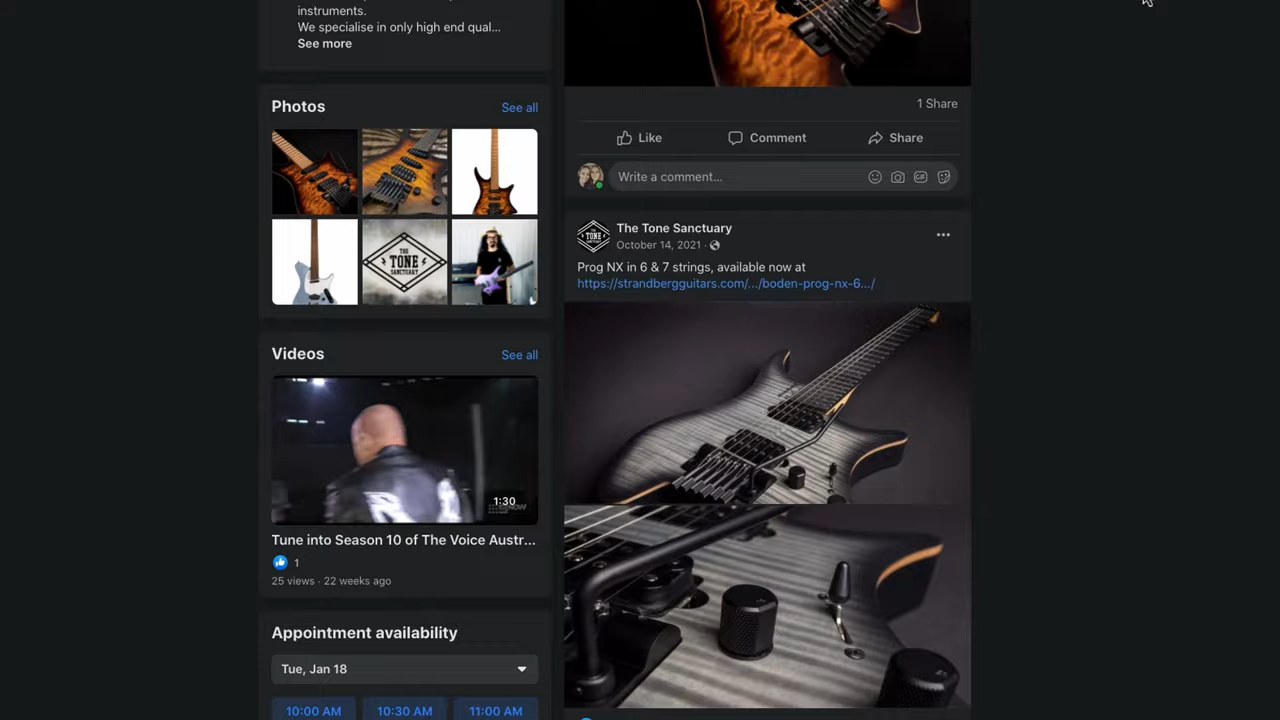 instruments.
We specialise in only high end qual...
See more
Photos
See all
THE
TONE
SANCTUARY
Videos
See all
1:30
Tune into Season 10 of The Voice Austr...
1
25 views · 22 weeks ago
Appointment availability
Tue, Jan 18
10:00 AM
10:30 AM
11:00 AM
1 Share
Like
Comment
Share
Write a comment...
GIF
TONE
The Tone Sanctuary
October 14, 2021 ·
Prog NX in 6 & 7 strings, available now at
https://strandbergguitars.com/.../boden-prog-nx-6.../